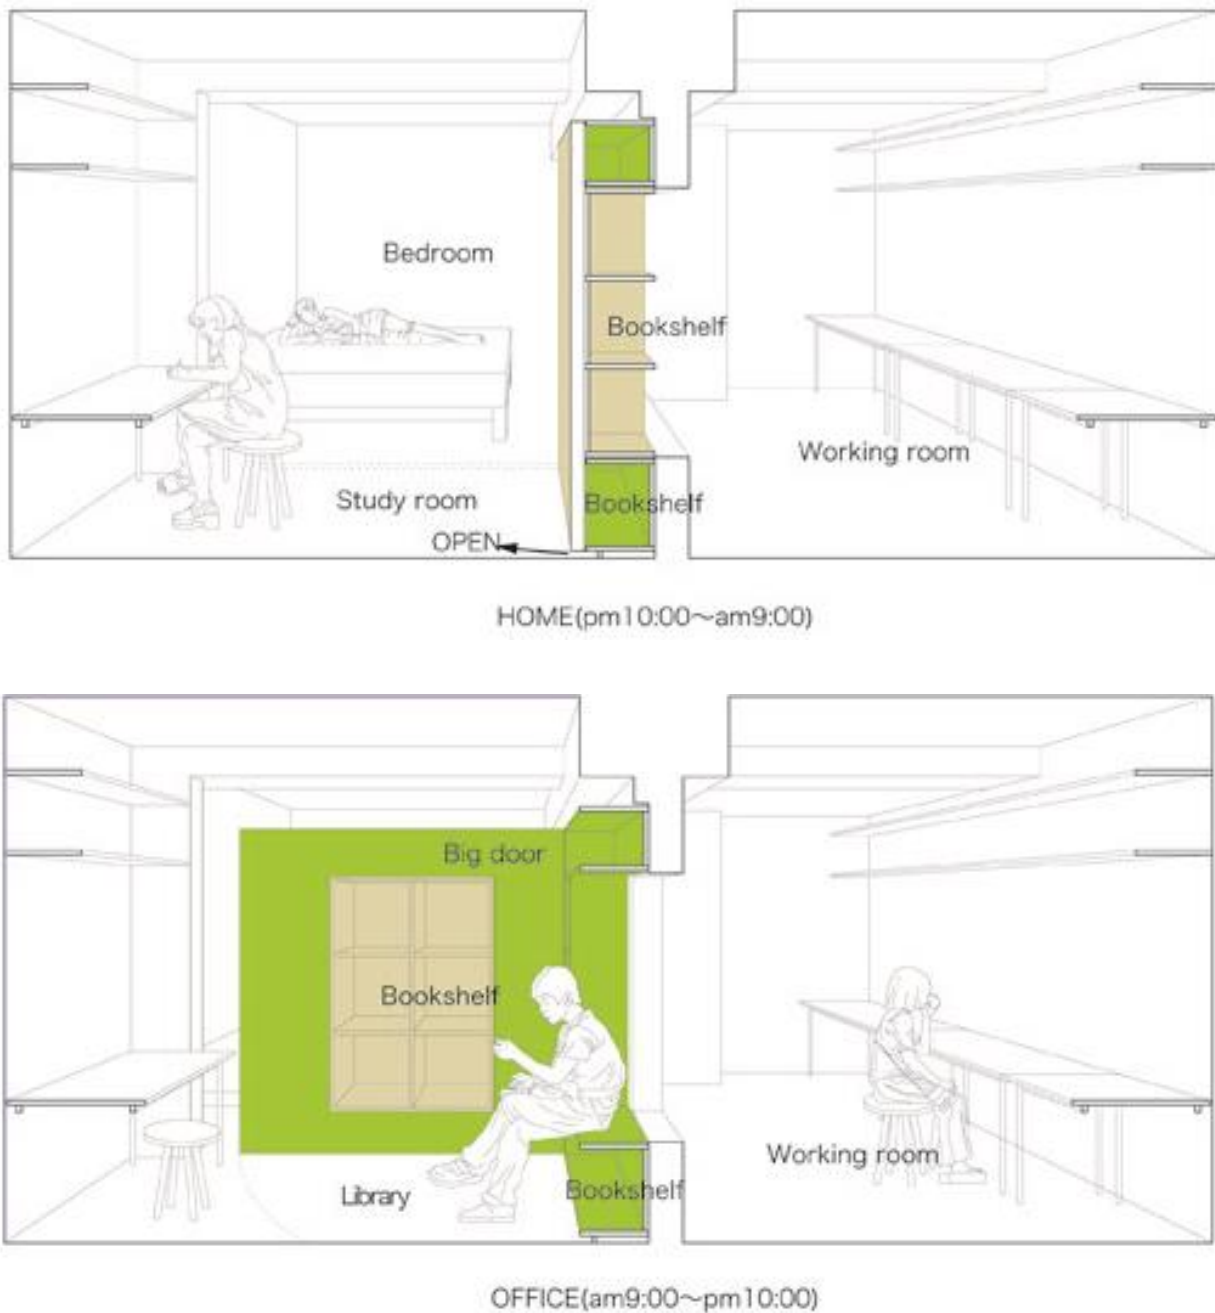 Bedroom
Bookshelf
Working room
Study room
Bookshelf
OPEN
HOME(pm10:00～am9:00)
Big door
Bookshelf
Working room
Library
Bookshelf
OFFICE(am9:00～pm10:00)